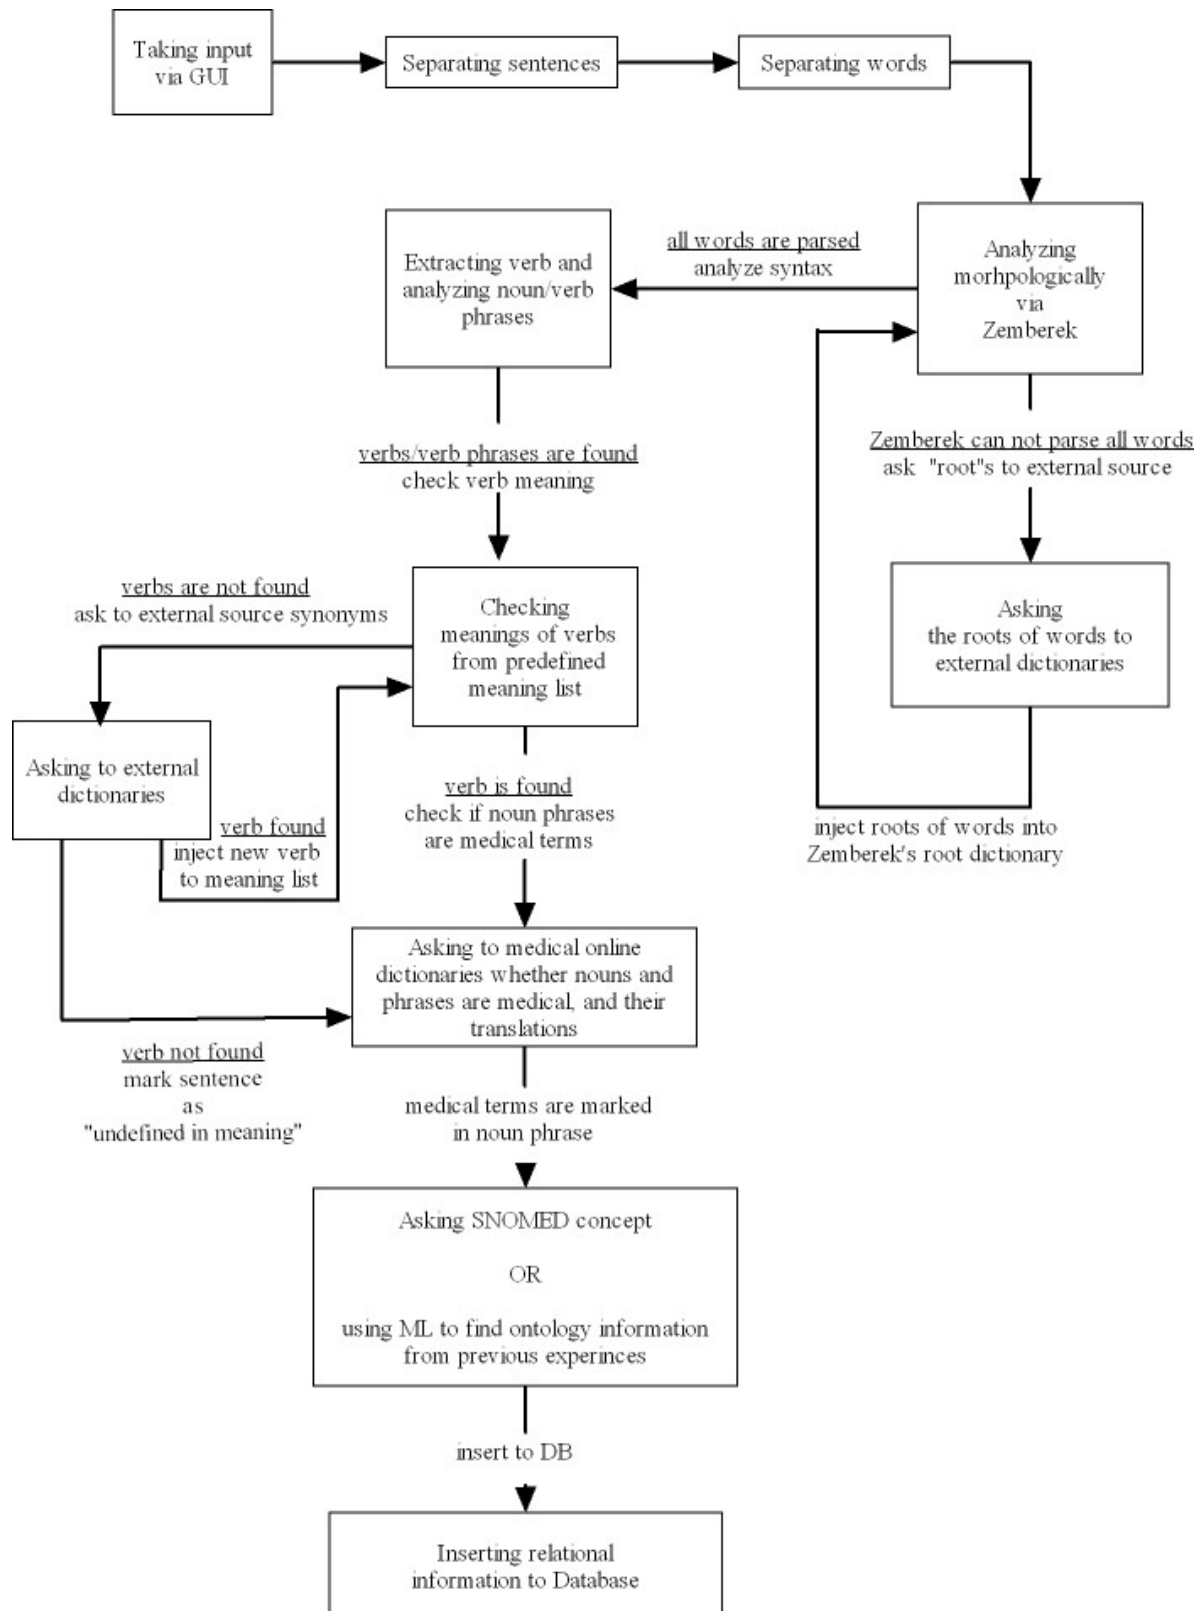 Taking input
via GUI
Separating sentences
Separating words
Analyzing
morhpologically
via
Zemberek
all words are parsed
analyze syntax
Extracting verb and
analyzing noun/verb
phrases
Zemberek can not parse all words
ask "root"s to external source
Asking
the roots of words to
external dictionaries
inject roots of words into
Zemberek's root dictionary
verbs/verb phrases are found
check verb meaning
Checking
meanings of verbs
from predefined
meaning list
verbs are not found
ask to external source synonyms
Asking to external
dictionaries
verb found
inject new verb
to meaning list
verb is found
check if noun phrases
are medical terms
Asking to medical online
dictionaries whether nouns and
phrases are medical, and their
translations
verb not found
mark sentence
as
"undefined in meaning"
medical terms are marked
in noun phrase
Asking SNOMED concept
OR
using ML to find ontology information
from previous experinces
insert to DB
Inserting relational
information to Database